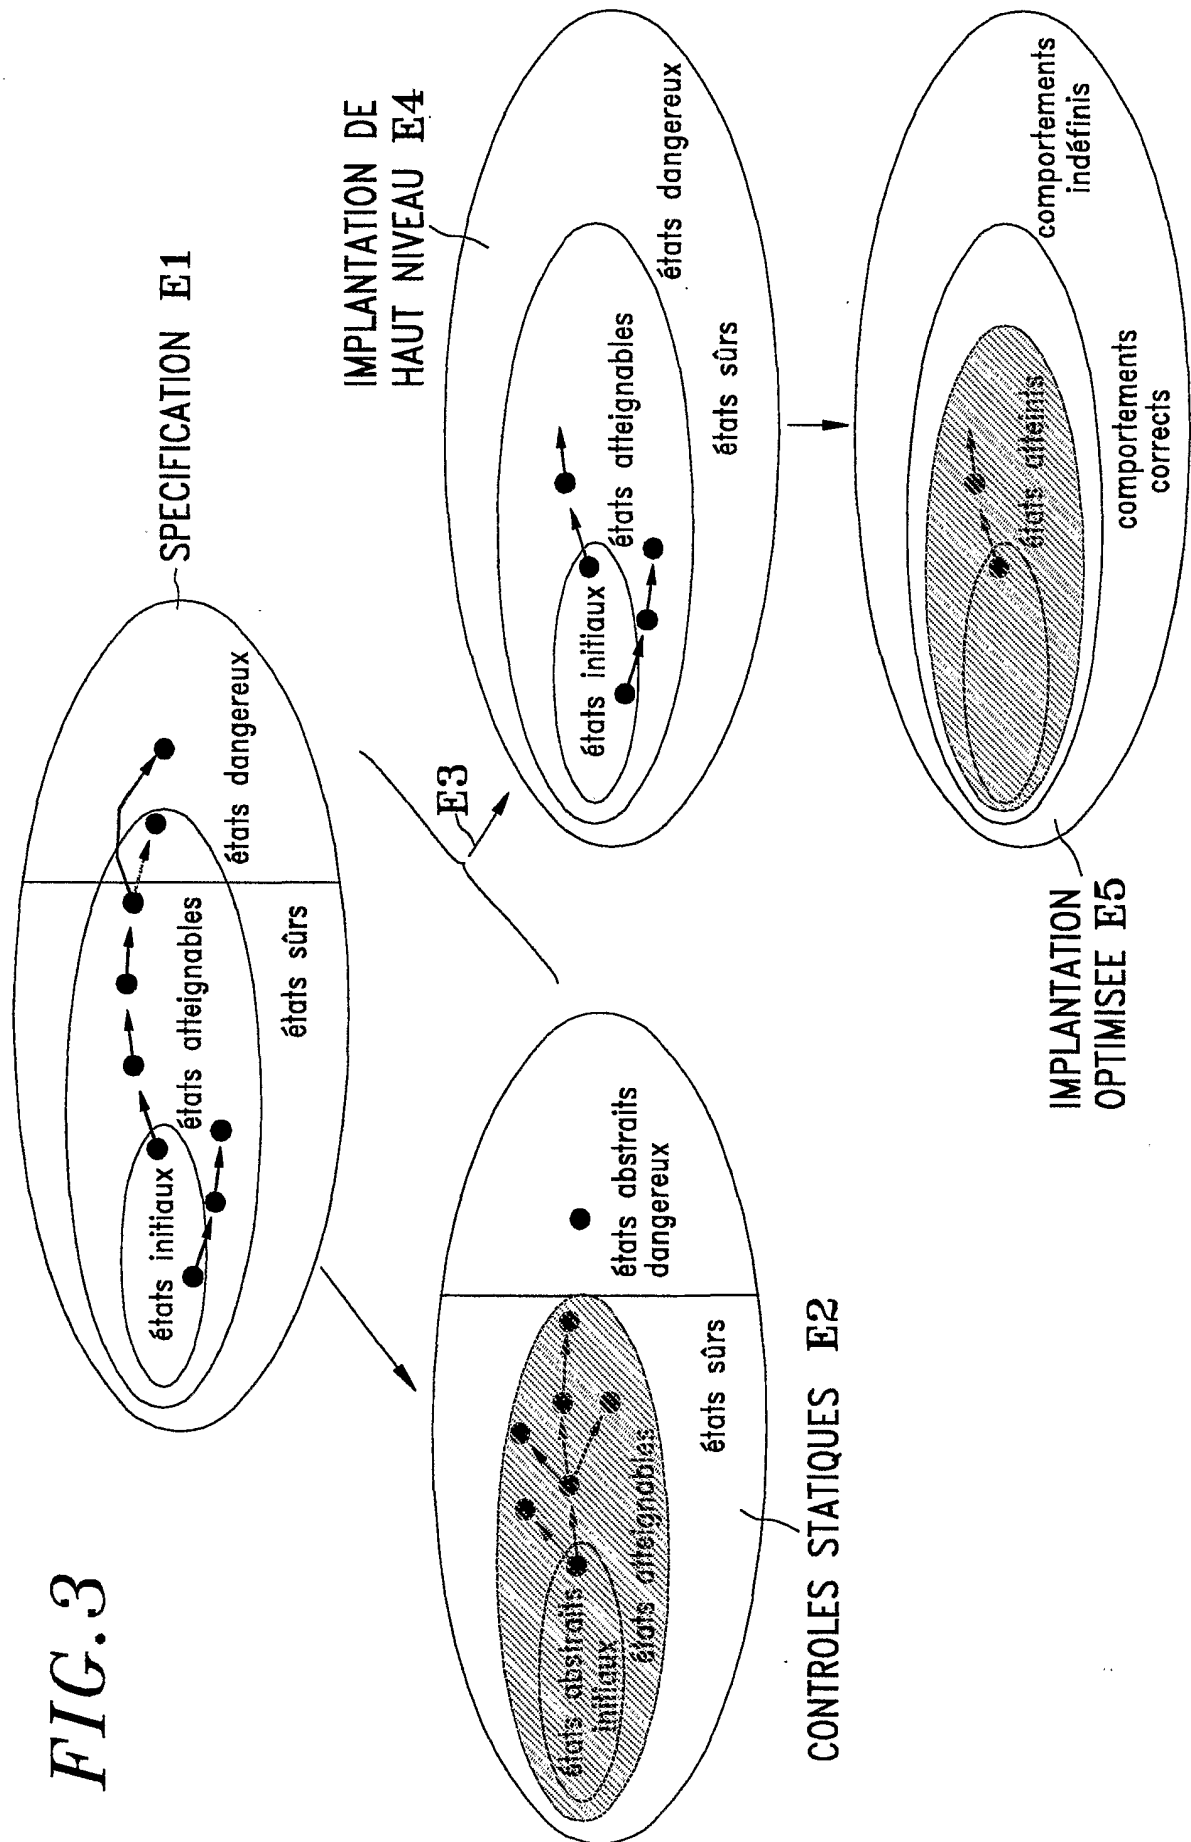 FIG.3
SPECIFICATION E1
états initiaux
états atteignables
états sûrs
états dangereux
CONTROLES STATIQUES E2
états abstraits
initiaux
états atteignables
états sûrs
états abstraits
dangereux
E3
IMPLANTATION DE
HAUT NIVEAU E4
états initiaux
états atteignables
états sûrs
états dangereux
IMPLANTATION
OPTIMISEE E5
états atteints
comportements
corrects
comportements
indéfinis